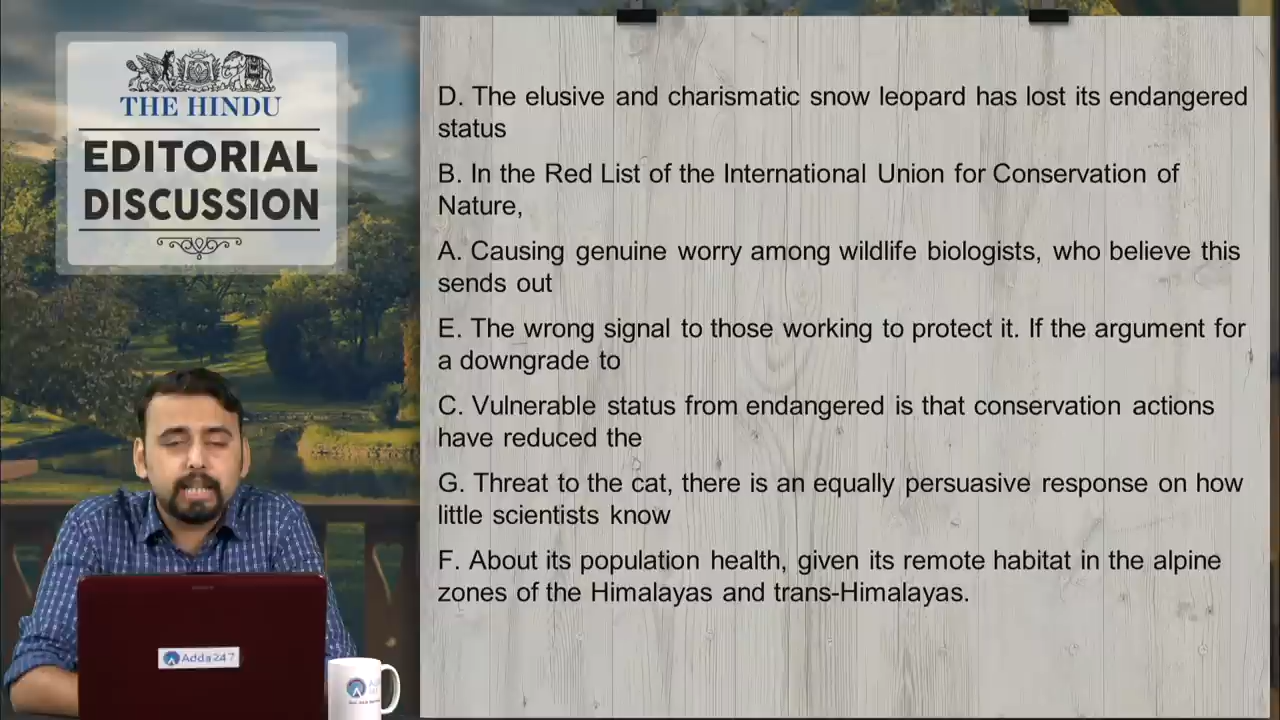 THE HINDU
EDITORIAL
DISCUSSION
D. The elusive and charismatic snow leopard has lost its endangered
status
B. In the Red List of the International Union for Conservation of
Nature,
A. Causing genuine worry among wildlife biologists, who believe this
sends out
E. The wrong signal to those working to protect it. If the argument for
a downgrade to
C. Vulnerable status from endangered is that conservation actions
have reduced the
G. Threat to the cat, there is an equally persuasive response on how
little scientists know
F. About its population health, given its remote habitat in the alpine
zones of the Himalayas and trans-Himalayas.
Adda247